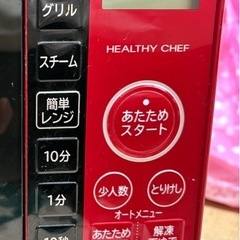 グリル
HEALTHY CHEF
スチーム
簡単
レンジ
あたため
スタート
10分
少人数
とりけし
1分
オートメニュー
あたため
解凍